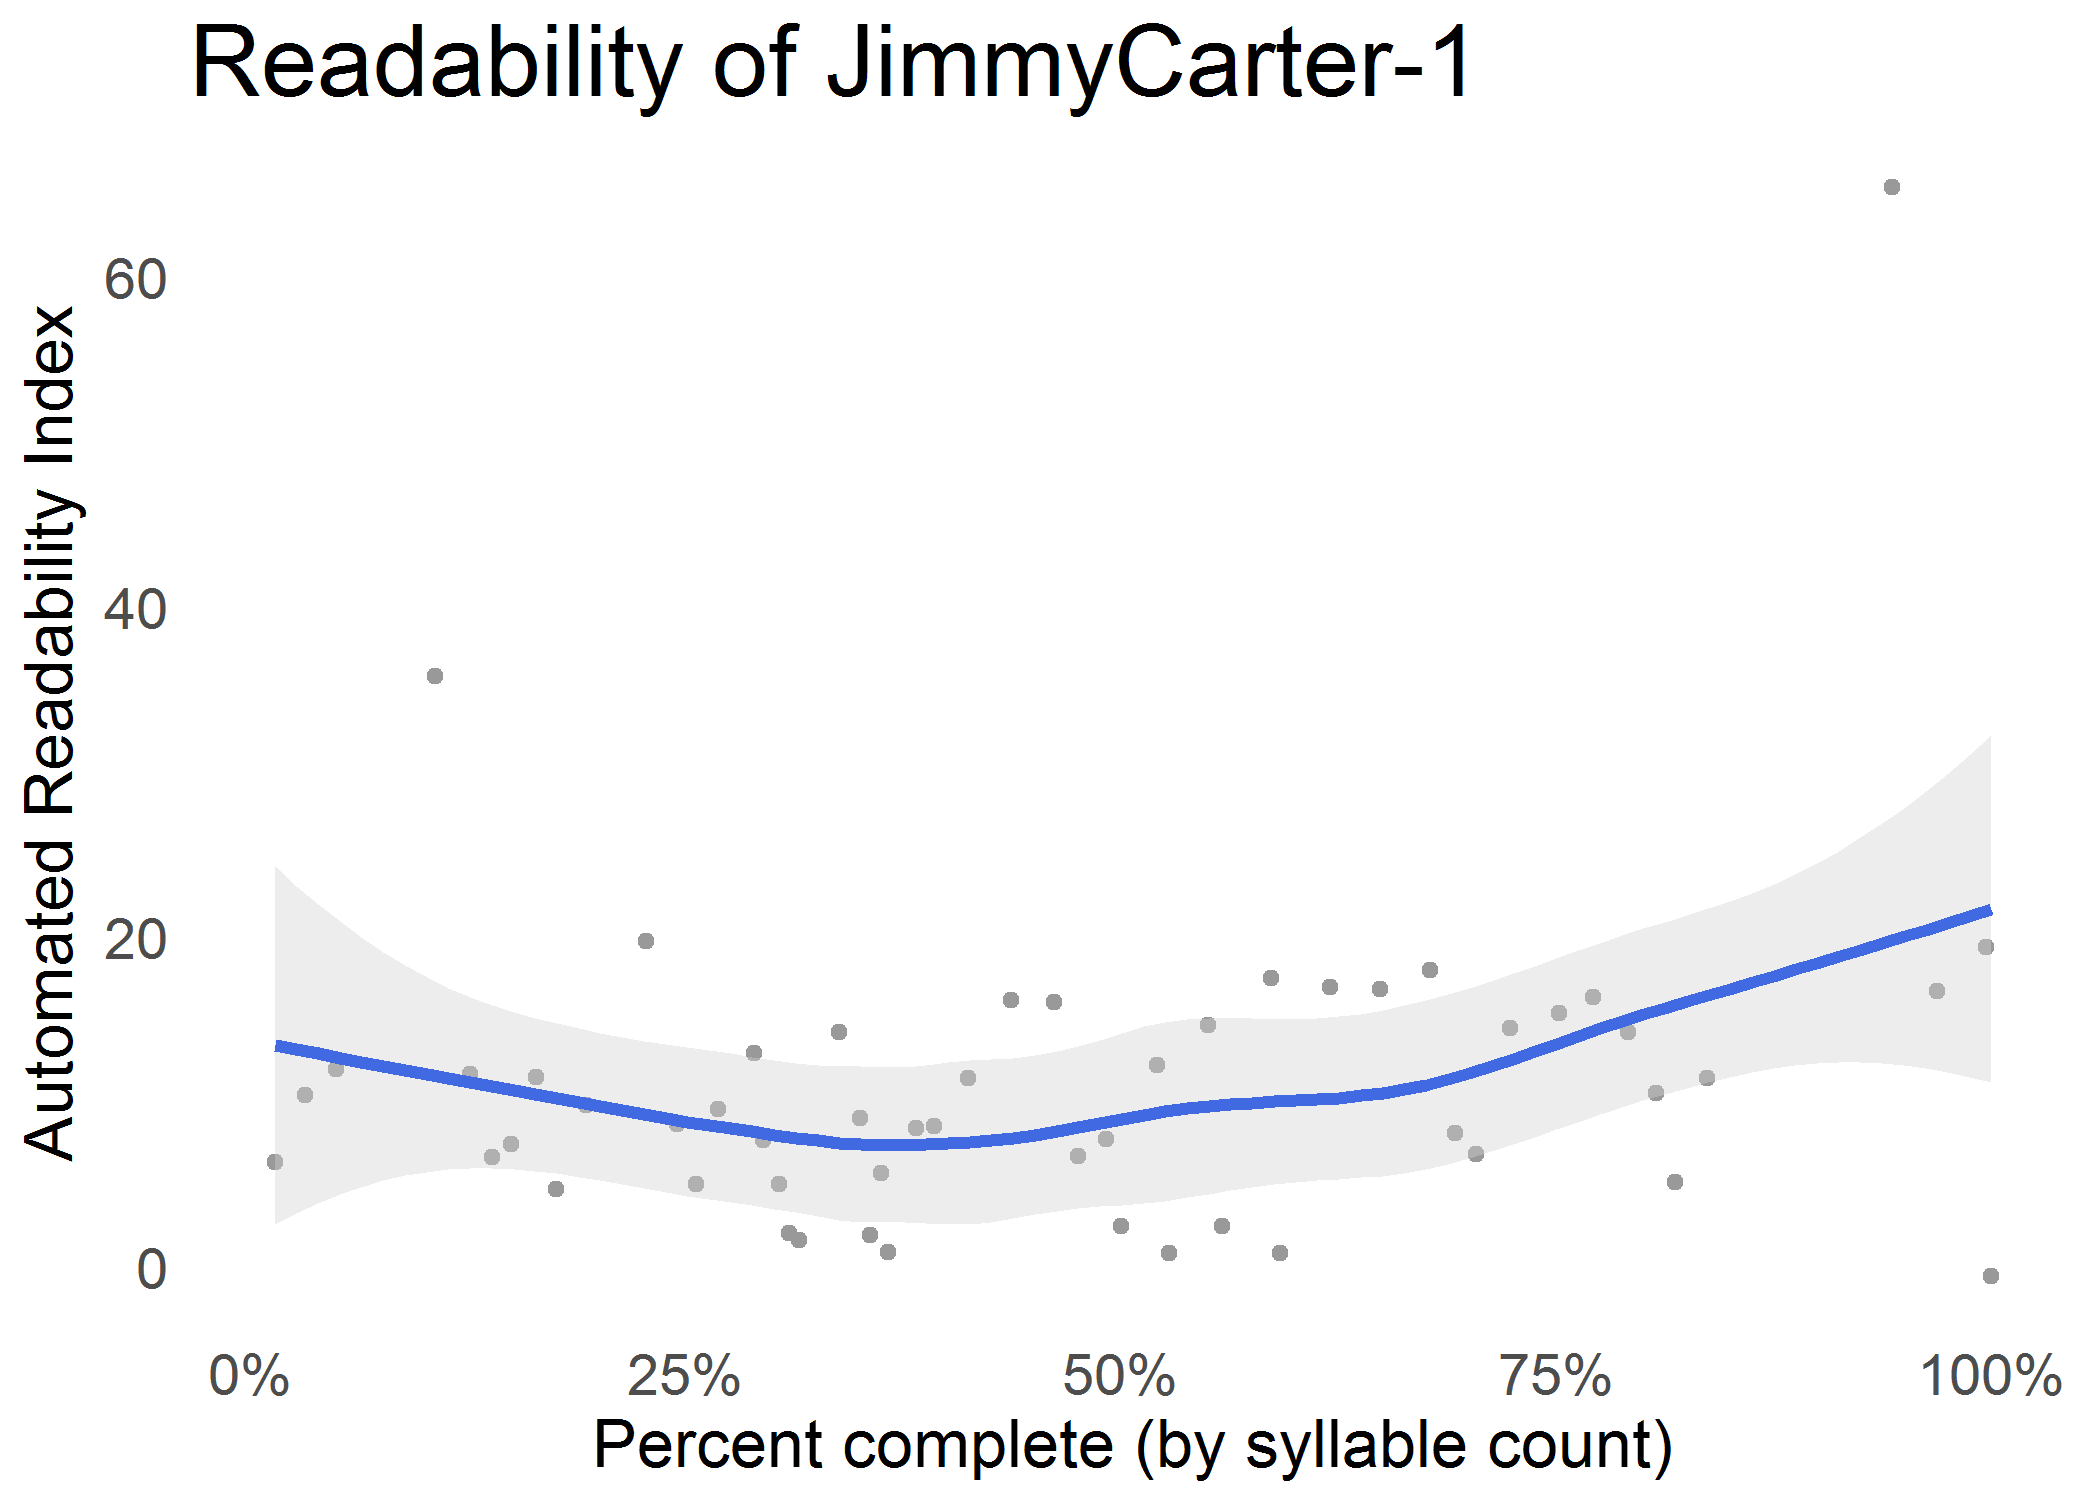 Readability of JimmyCarter-1
Automated Readability Index
60
40
20
0
0% 25% 50% 75% 100%
Percent complete (by syllable count)